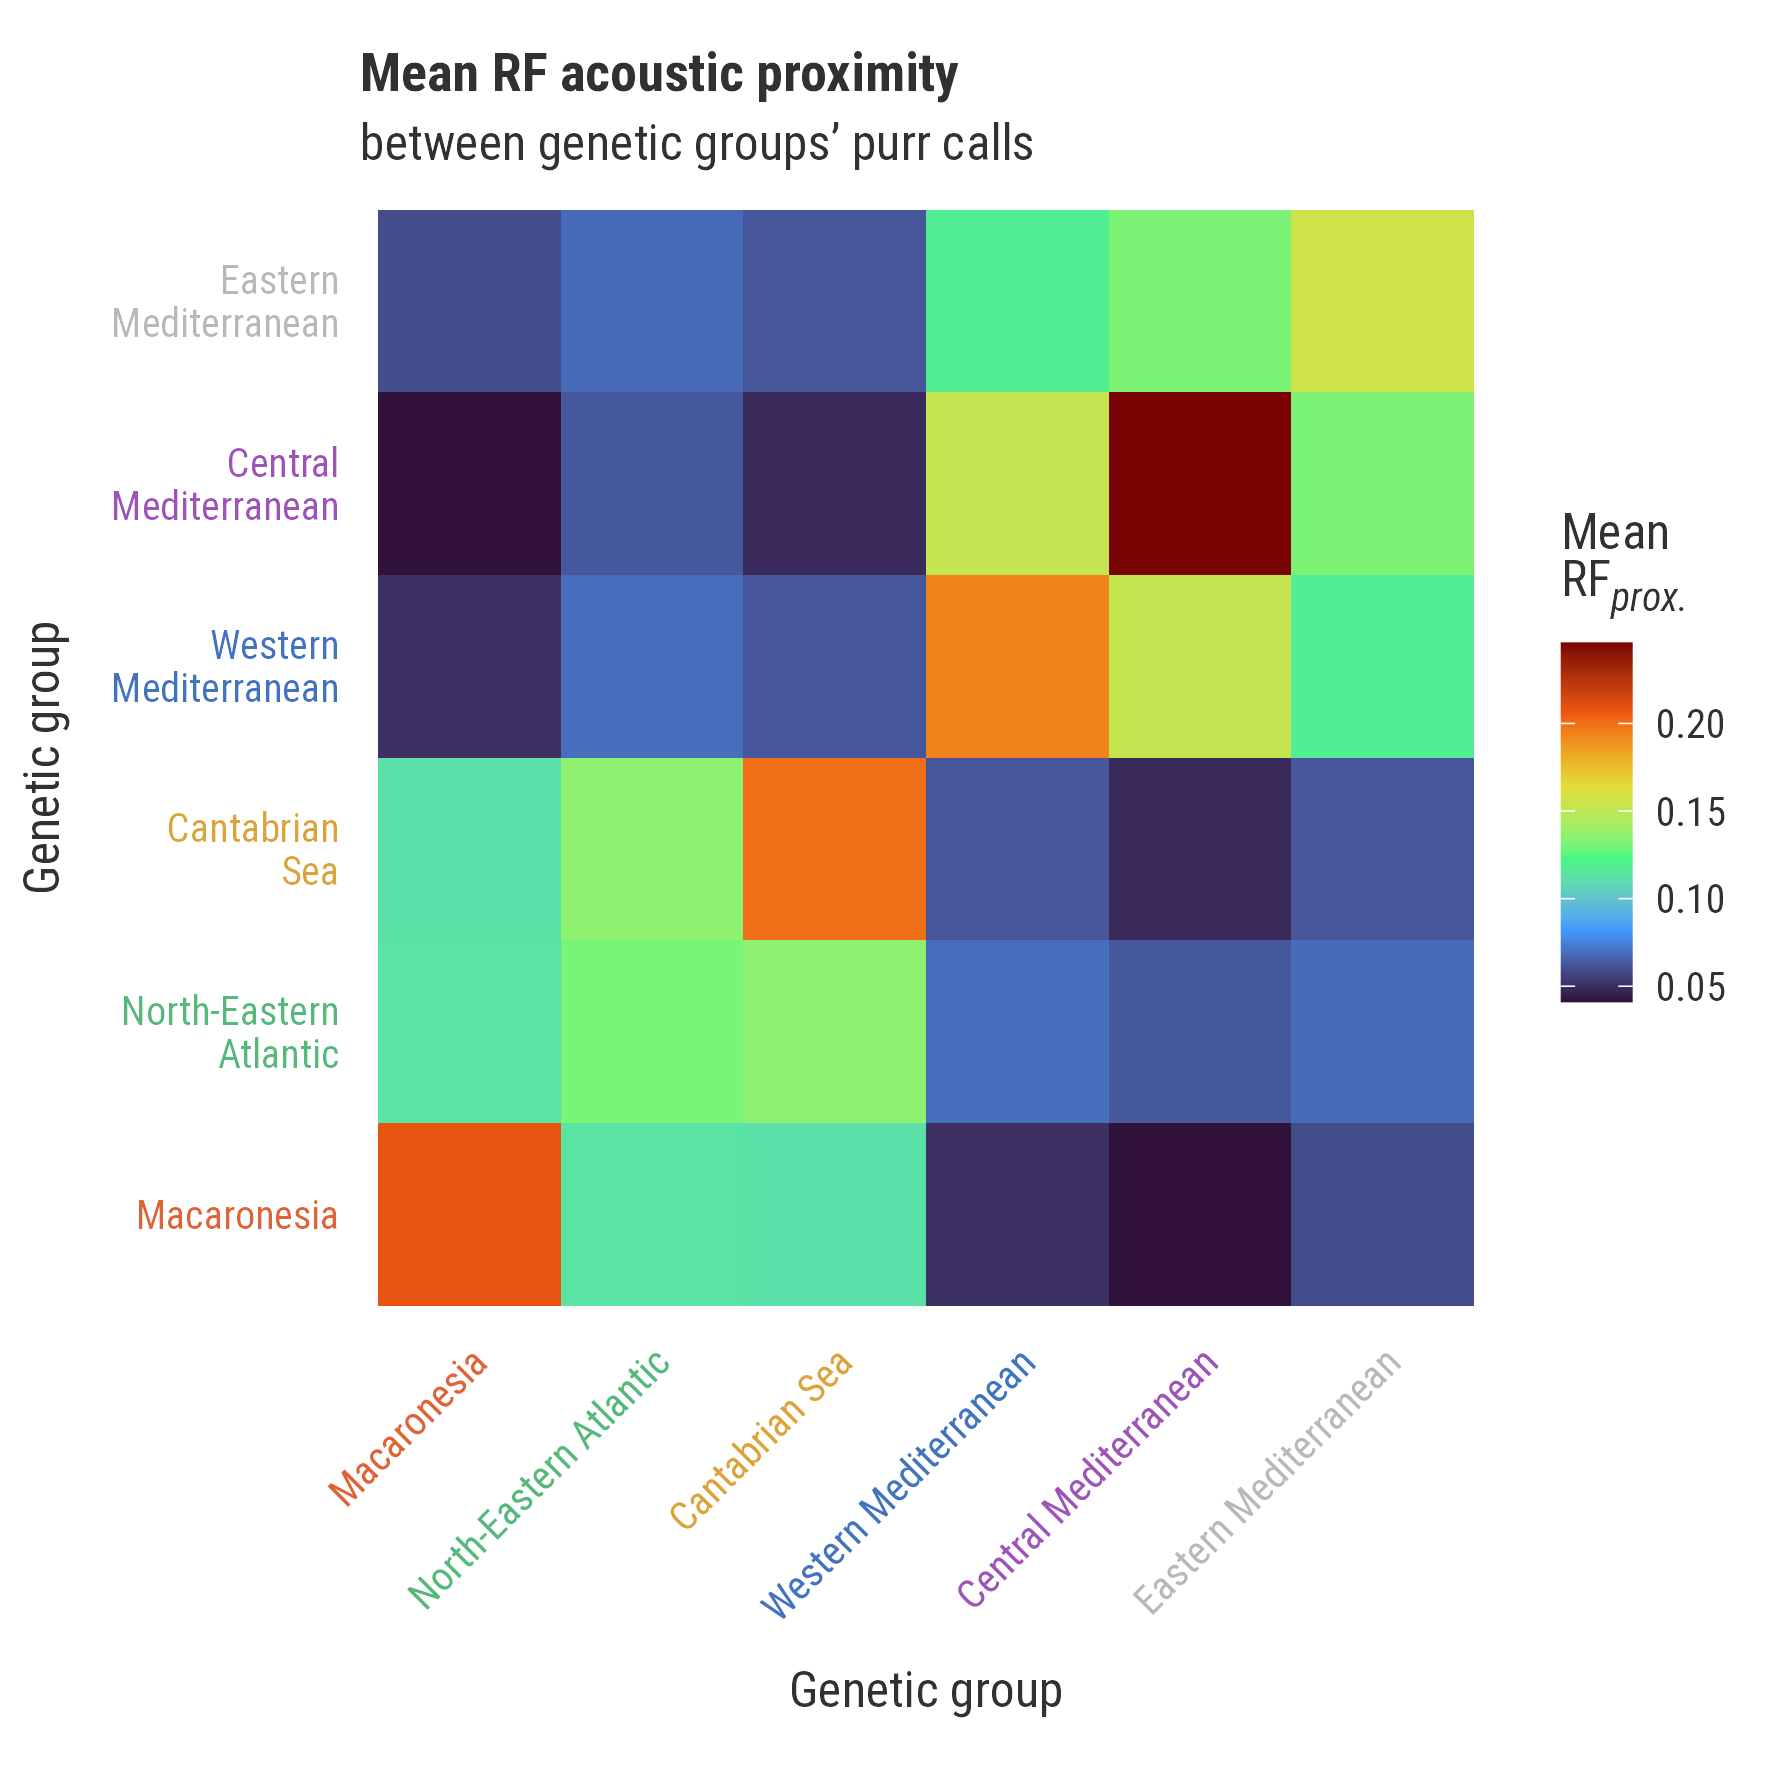 Mean RF acoustic proximity
between genetic groups’ purr calls
Genetic group
Eastern
Mediterranean
Central
Mediterranean
Western
Mediterranean
Cantabrian
Sea
North-Eastern
Atlantic
Macaronesia
Macaronesia
North-Eastern Atlantic
Cantabrian Sea
Western Mediterranean
Central Mediterranean
Eastern Mediterranean
Genetic group
Mean
RFprox.
0.20
0.15
0.10
0.05